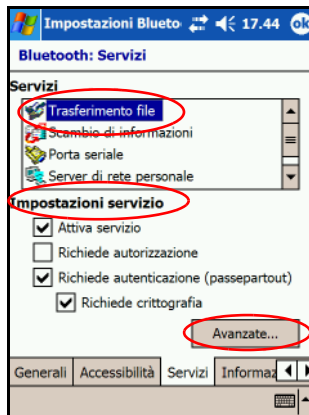 Impostazioni Blueto 17.44 ok
Bluetooth: Servizi
Servizi
Trasferimento file
Scambio di informazioni
Porta seriale
Server di rete personale
Impostazioni servizio
Attiva servizio
Richiede autorizzazione
Richiede autenticazione (passepartout)
Richiede crittografia
Avanzate...
Generali Accessibilità Servizi Informaz